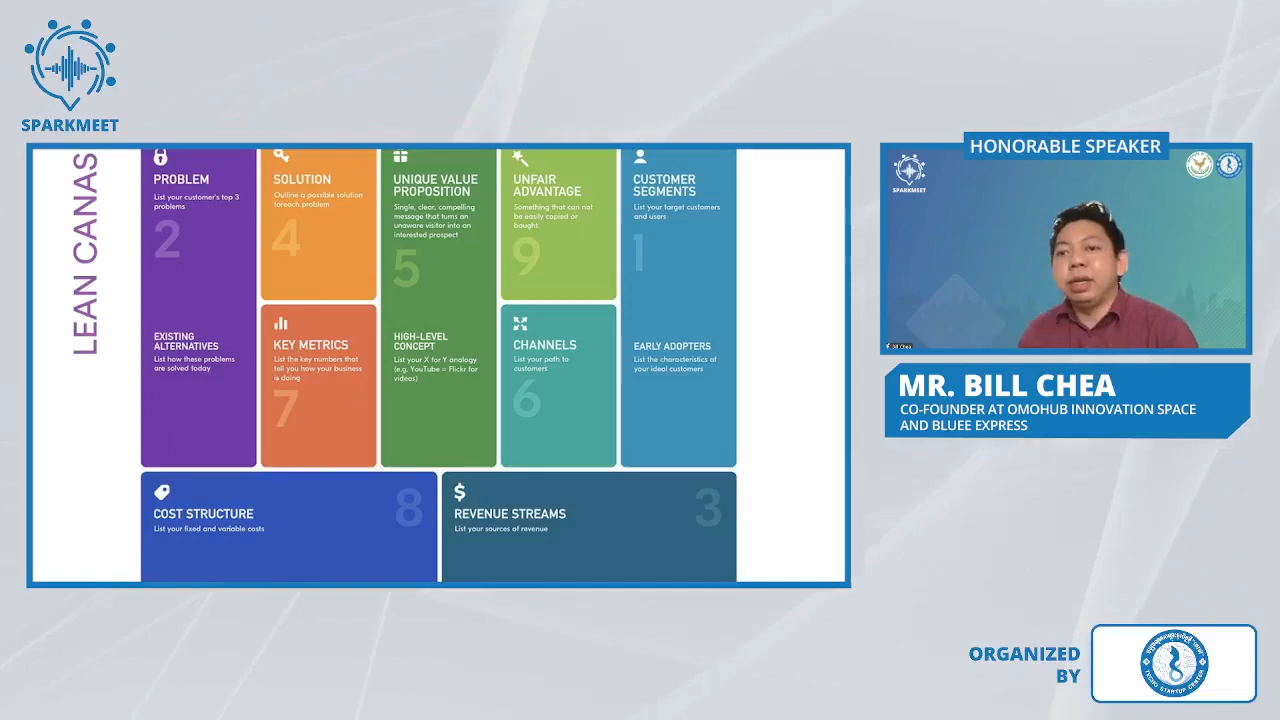 SPARKMEET
LEAN CANAS
PROBLEM
List your customer's top 3
problems
2
EXISTING
ALTERNATIVES
List how these problems
are solved today
SOLUTION
Outline a possible solution
foreach problem
4
KEY METRICS
List the key numbers that
tell you how your business
is doing
7
UNIQUE VALUE
PROPOSITION
Single, clear, compelling
message that turns an
unaware visitor into an
interested prospect
5
HIGH-LEVEL
CONCEPT
List your X for Y analogy
(e.g. YouTube = Flickr for
videos)
UNFAIR
ADVANTAGE
Something that can not
be easily copied or
bought
9
CHANNELS
List your path to
customers
6
CUSTOMER
SEGMENTS
List your target customers
and users
1
EARLY ADOPTERS
List the characteristics of
your ideal customers
COST STRUCTURE
List your fixed and variable costs
8
REVENUE STREAMS
List your sources of revenue
3
HONORABLE SPEAKER
SPARKMEET
Bill Chea
MR. BILL CHEA
CO-FOUNDER AT OMOHUB INNOVATION SPACE
AND BLUEE EXPRESS
ORGANIZED
BY
TECHO STARTUP CENTER